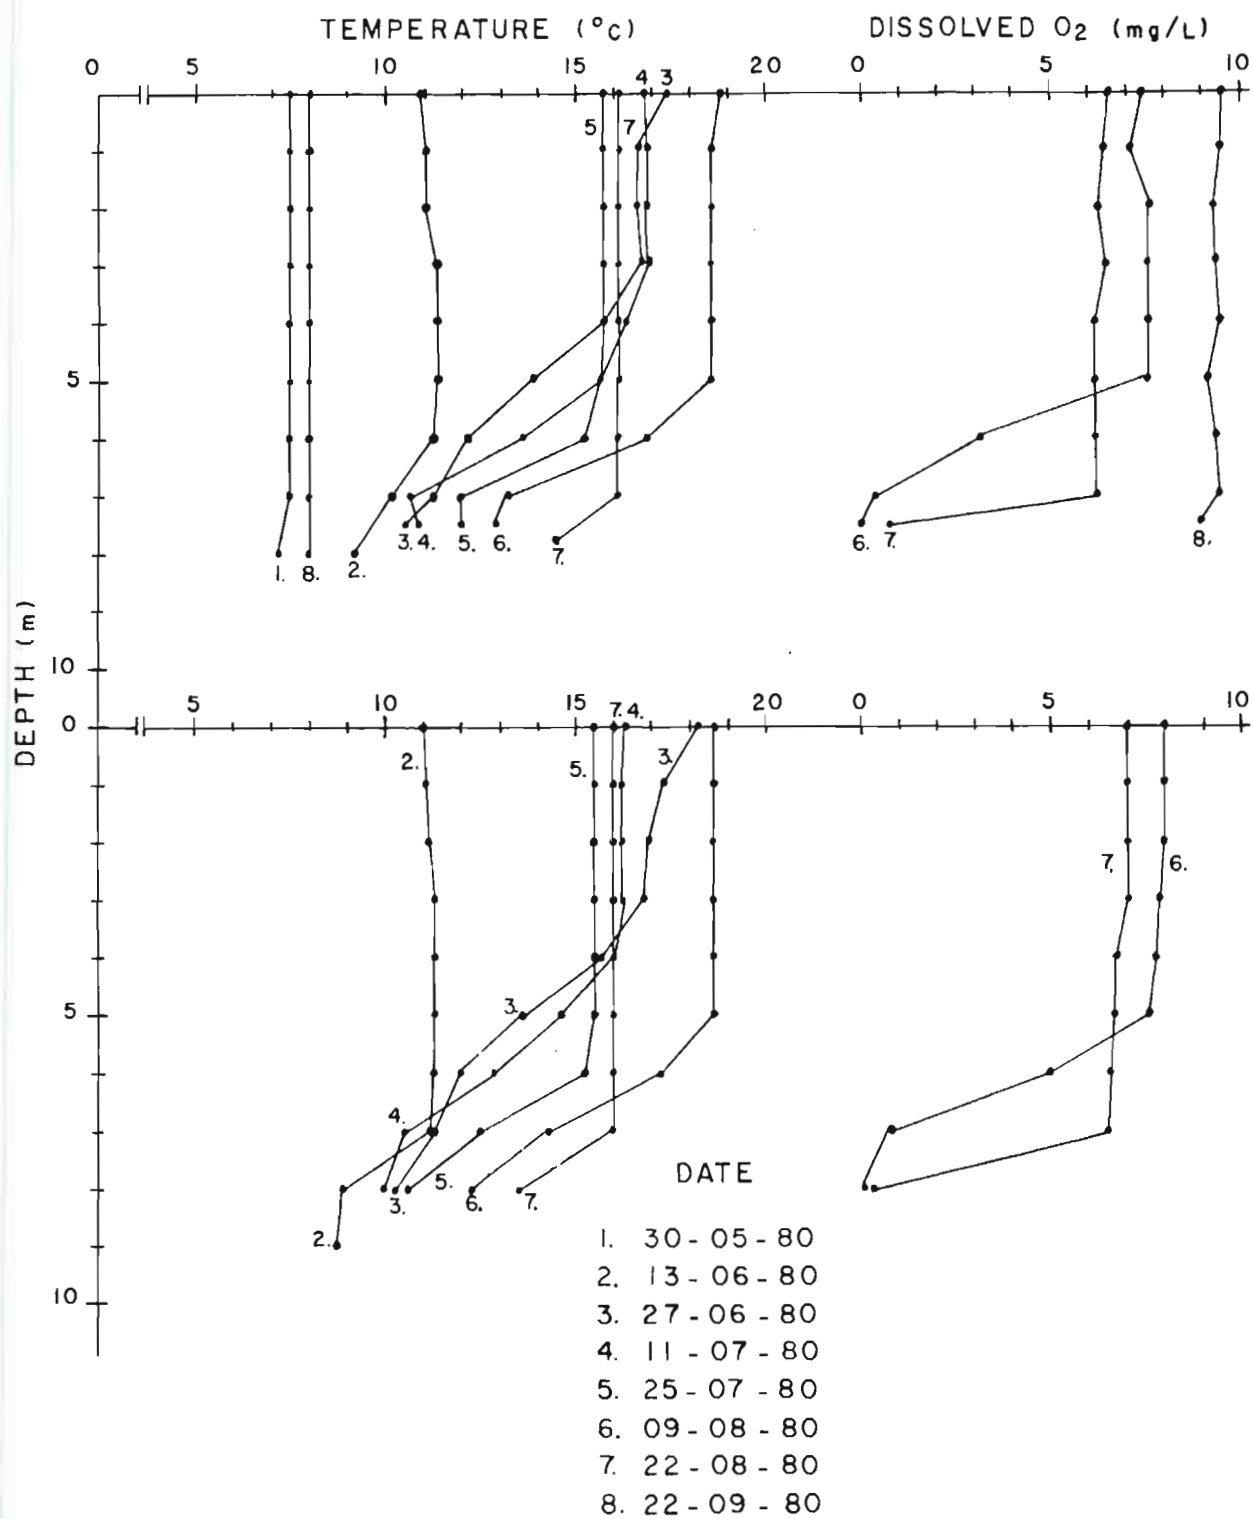 TEMPERATURE (°C) DISSOLVED O2 (mg/L)
0 10 15 20 0 5 10
4 3
5 7
5
3. 4. 5. 6. 7. 6. 7. 8.
1. 8. 2.
DEPTH (m)
10
5 10 15 20 0 5 10
0
7. 4.
2. 5. 3.
7. 6.
5 3.
4.
5. 3. 6. 7.
2.
10
DATE
1. 30-05-80
2. 13-06-80
3. 27-06-80
4. 11-07-80
5. 25-07-80
6. 09-08-80
7. 22-08-80
8. 22-09-80